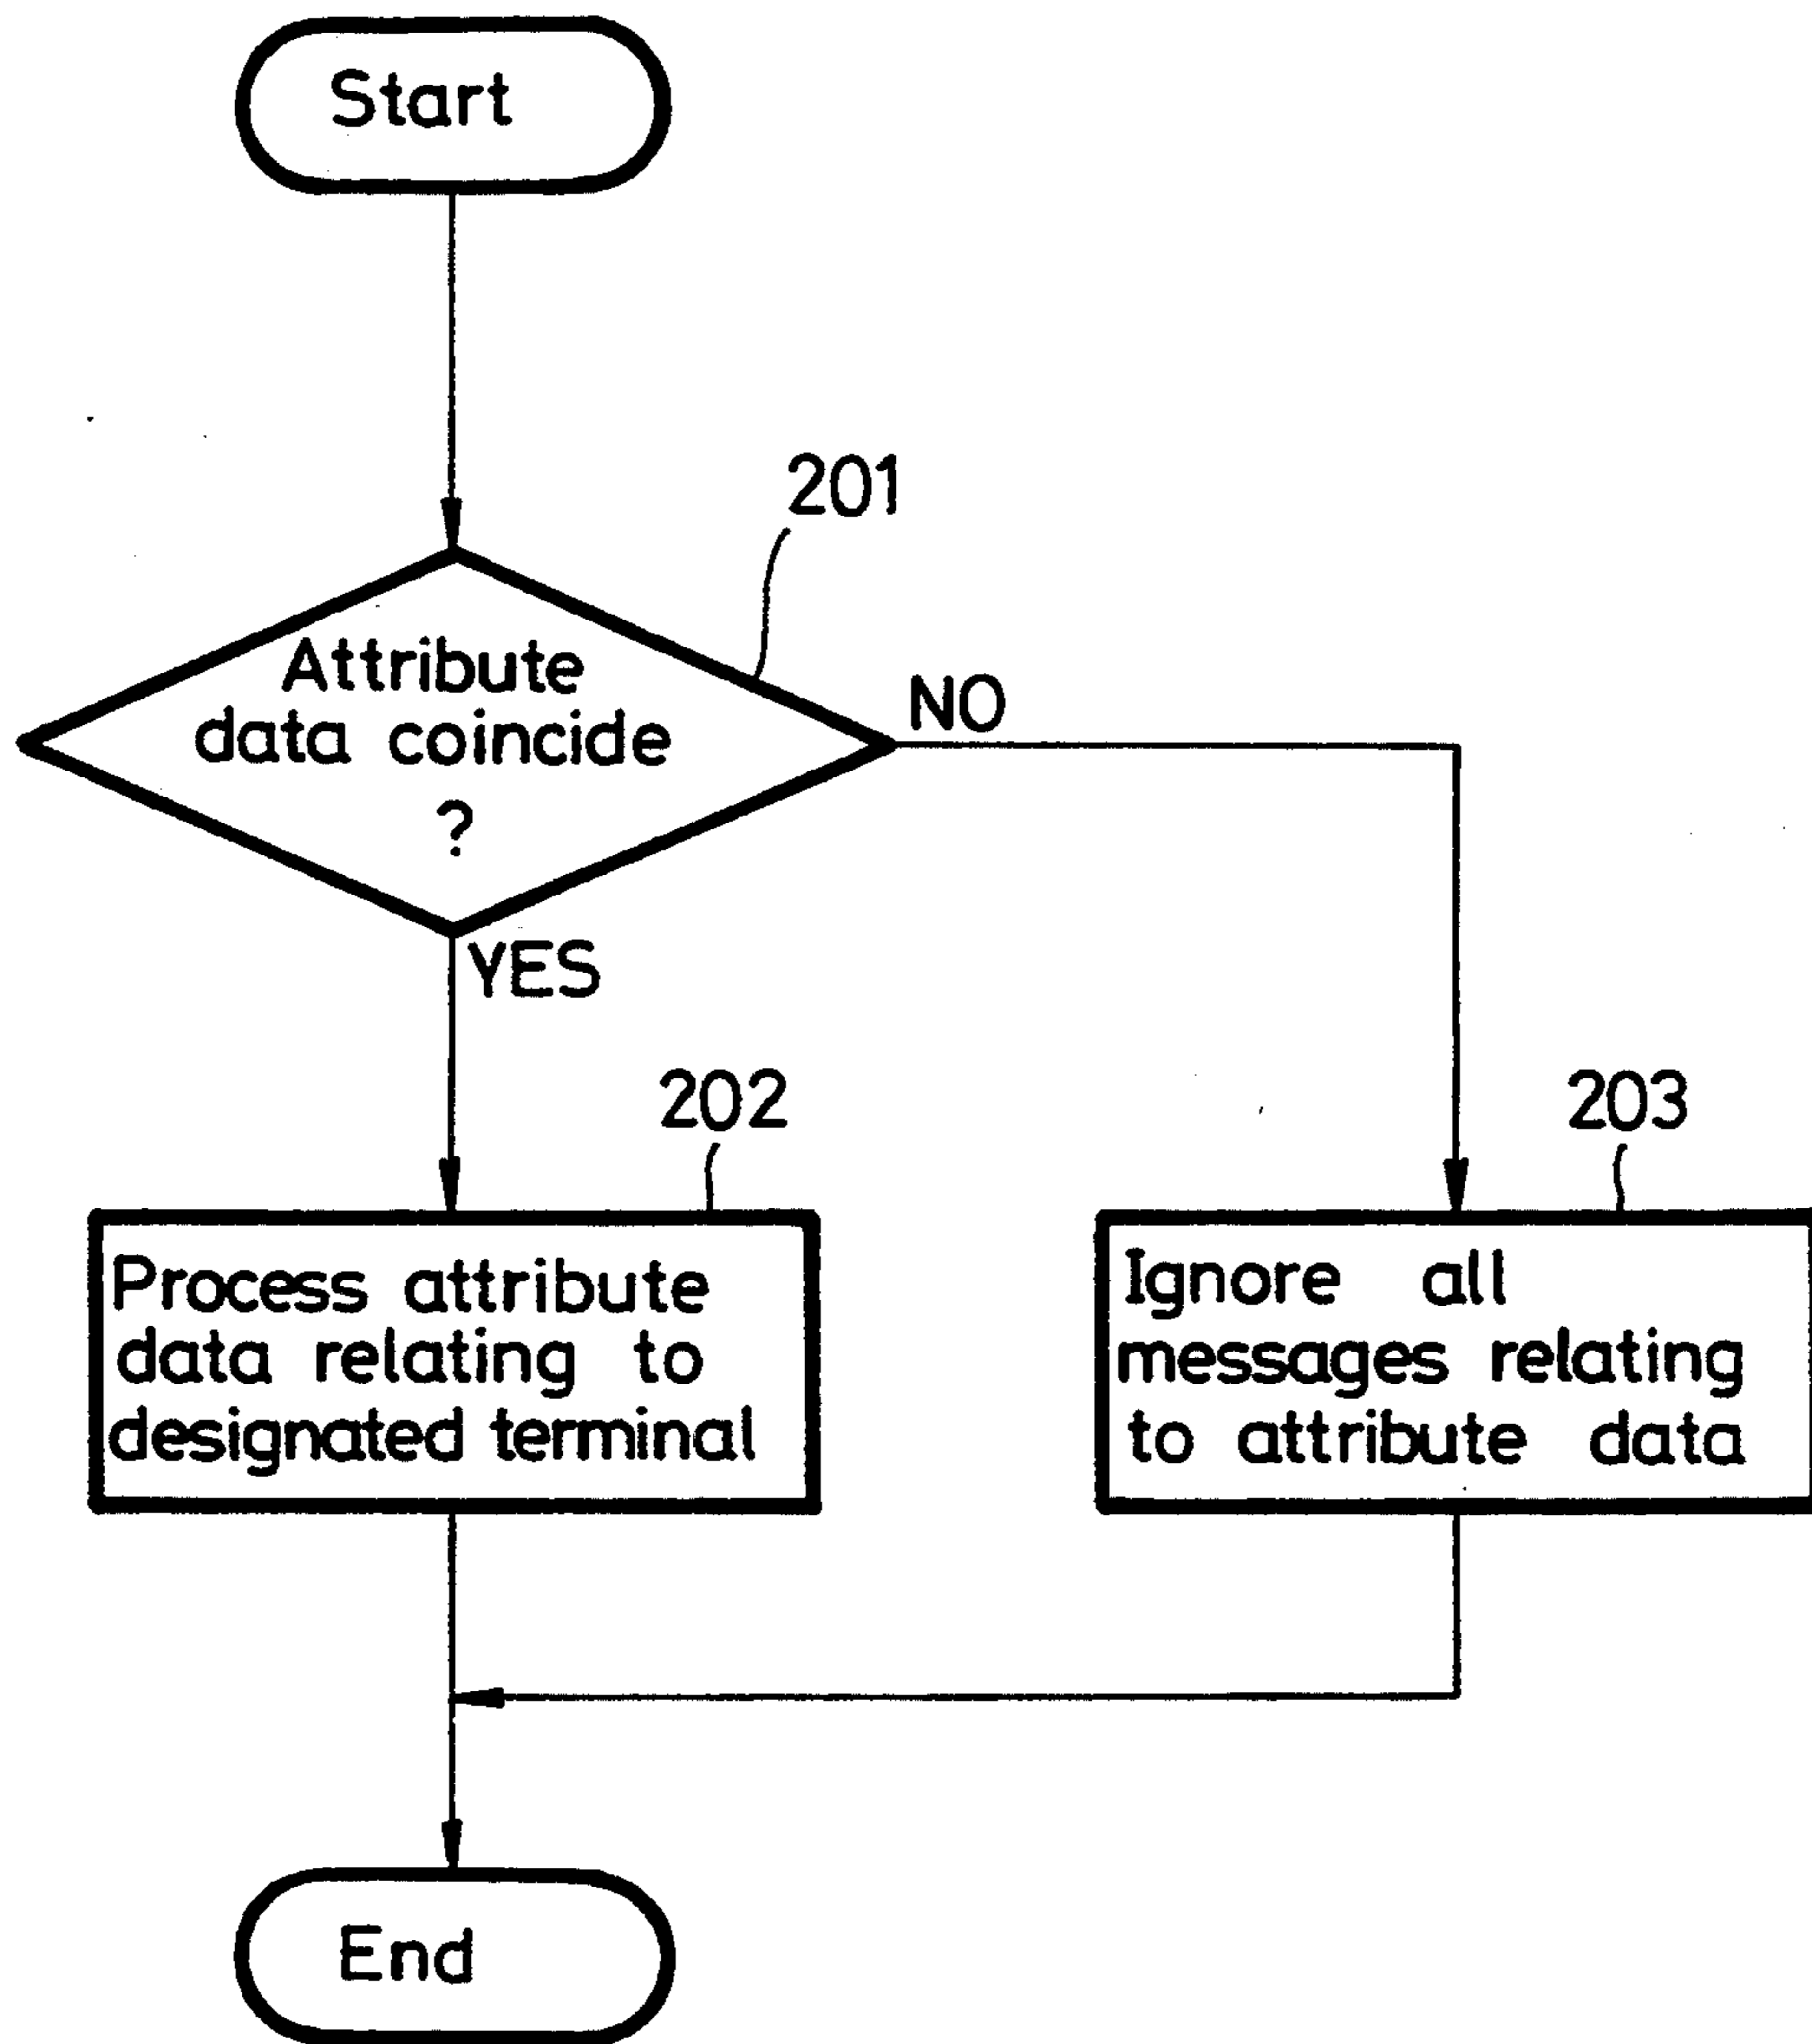 Start
201
Attribute
data coincide
?
NO
YES
202
Process attribute
data relating to
designated terminal
203
Ignore all
messages relating
to attribute data
End